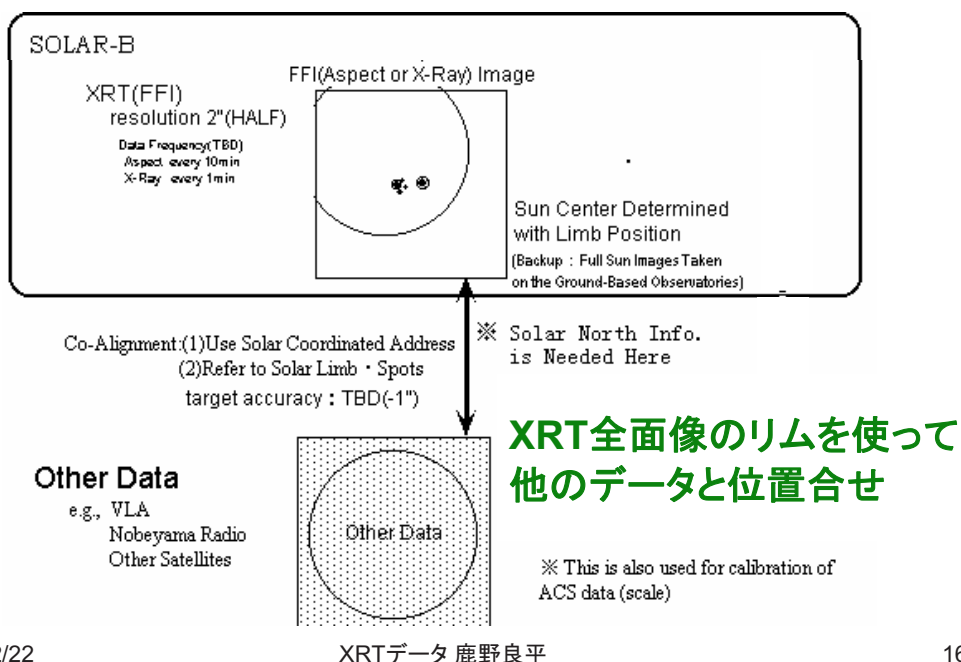 SOLAR-B
XRT(FFI)
resolution 2"(HALF)
Data Frequency(TBD)
Aspect every 10min
X-Ray every 1min
FFI(Aspect or X-Ray) Image
Sun Center Determined
with Limb Position
(Backup : Full Sun Images Taken
on the Ground-Based Observatories)
Co-Alignment:(1)Use Solar Coordinated Address
(2)Refer to Solar Limb・Spots
target accuracy : TBD(-1")
※ Solar North Info.
is Needed Here
XRT全面像のリムを使って
他のデータと位置合せ
Other Data
e.g., VLA
Nobeyama Radio
Other Satellites
Other Data
※ This is also used for calibration of
ACS data (scale)
2/22
XRTデータ 鹿野良平
16